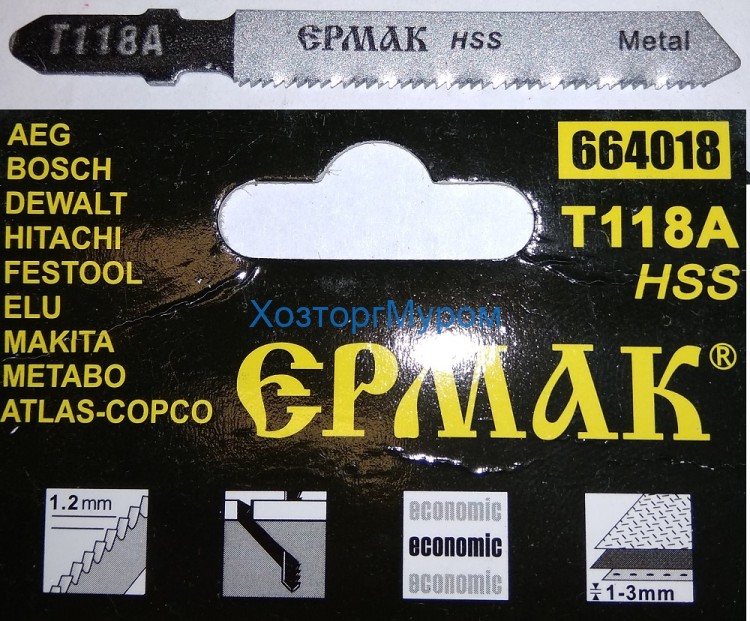 T118A ЄРМАК HSS Metal
AEG
BOSCH
DEWALT
HITACHI
FESTOOL
ELU
MAKITA
METABO
ATLAS-COPCO
664018
T118A
HSS
ХозторгМуром
ЄРМАК®
1.2mm
economic
economic
economic
1-3mm